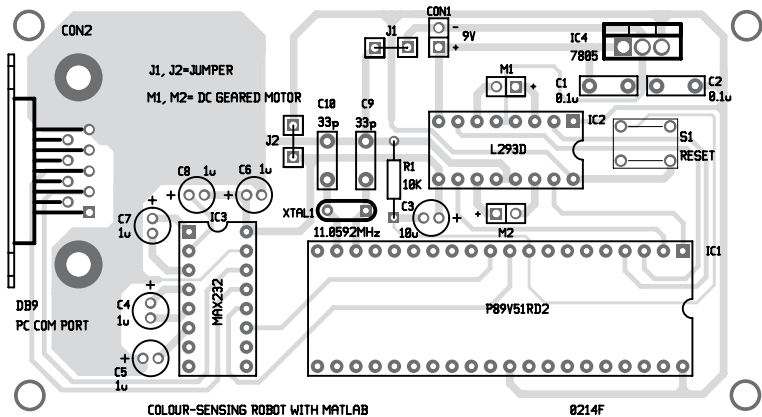 CON1
CON2
J1
-
9V
+
IC4
7805
J1, J2=JUMPER
M1
+
C1
0.1u
C2
0.1u
M1, M2= DC GEARED MOTOR
C10
33p
C9
33p
IC2
J2
L293D
S1
RESET
C8 1u
C6 1u
R1
10K
+
+
+
C7
1u
IC3
XTAL1
11.0592MHz
C3
10u
+
+
M2
IC1
MAX232
P89V51RD2
DB9
PC COM PORT
+
C4
1u
+
C5
1u
COLOUR-SENSING ROBOT WITH MATLAB
0214F